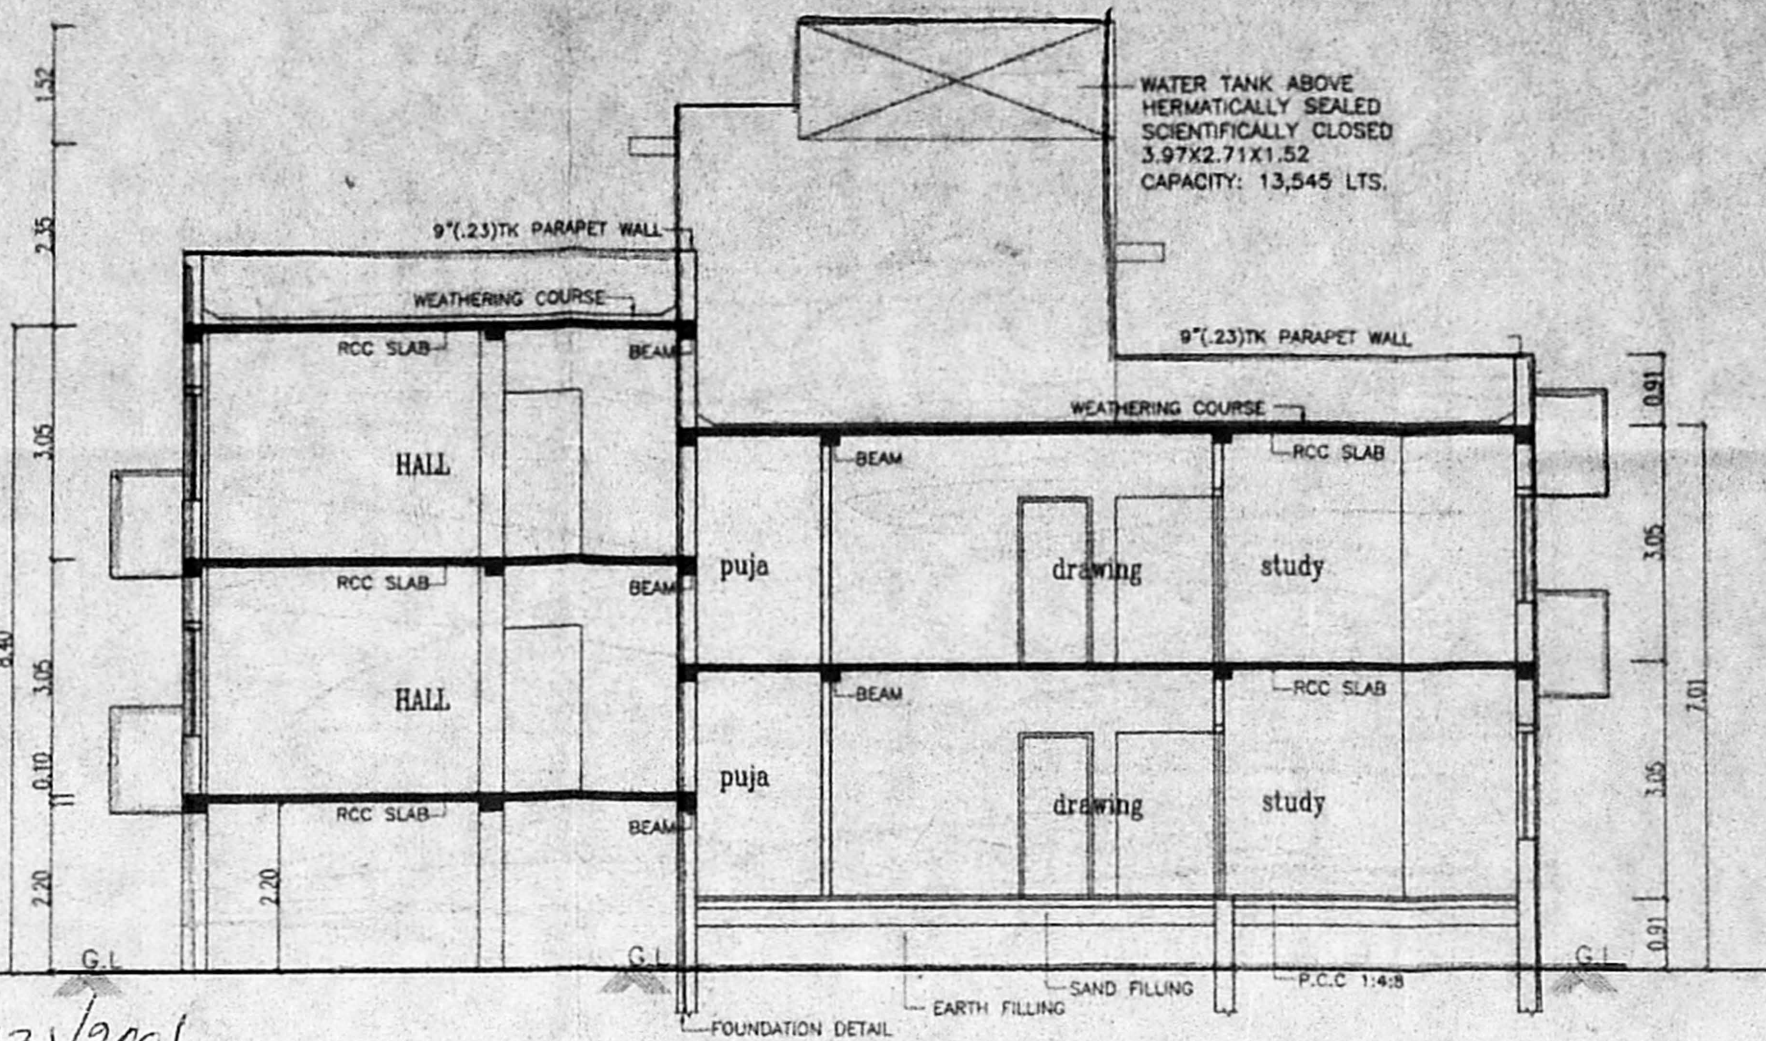 1.52
WATER TANK ABOVE
HERMATICALLY SEALED
SCIENTIFICALLY CLOSED
3.97X2.71X1.52
CAPACITY: 13,545 LTS.
2.35
9"(.23)TK PARAPET WALL
WEATHERING COURSE
RCC SLAB
BEAM
9"(.23)TK PARAPET WALL
0.91
WEATHERING COURSE
3.05
HALL
BEAM
RCC SLAB
3.05
RCC SLAB
BEAM
puja
drawing
study
8.40
3.05
HALL
BEAM
RCC SLAB
7.01
0.10
puja
drawing
study
3.05
RCC SLAB
BEAM
2.20
2.20
0.91
G.L
G.L
G.L
SAND FILLING
P.C.C 1:4:8
EARTH FILLING
FOUNDATION DETAIL